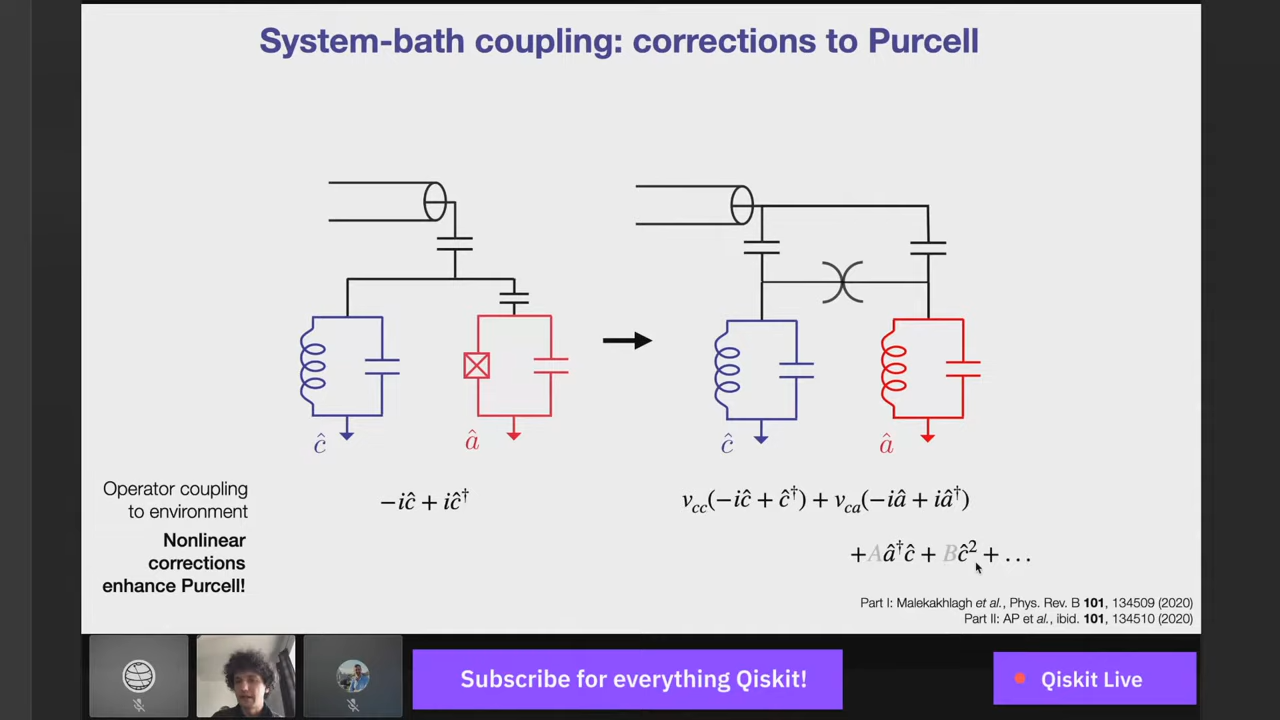 System-bath coupling: corrections to Purcell
ĉ
â
ĉ
â
Operator coupling
to environment
−iĉ + iĉ†
v_cc(−iĉ + ĉ†) + v_ca(−iâ + iâ†)
Nonlinear
corrections
enhance Purcell!
+Aâ†ĉ + Bĉ² + …
Part I: Malekakhlagh et al., Phys. Rev. B 101, 134509 (2020)
Part II: AP et al., ibid. 101, 134510 (2020)
Subscribe for everything Qiskit!
Qiskit Live